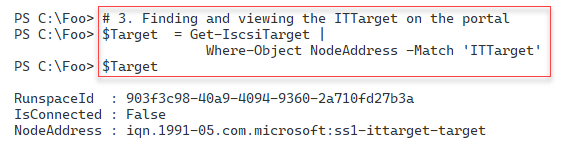 PS C:\Foo> # 3. Finding and viewing the ITTarget on the portal
PS C:\Foo> $Target  = Get-IscsiTarget |
                         Where-Object NodeAddress -Match 'ITTarget'
PS C:\Foo> $Target
RunspaceId  : 903f3c98-40a9-4094-9360-2a710fd27b3a
IsConnected : False
NodeAddress : iqn.1991-05.com.microsoft:ss1-ittarget-target